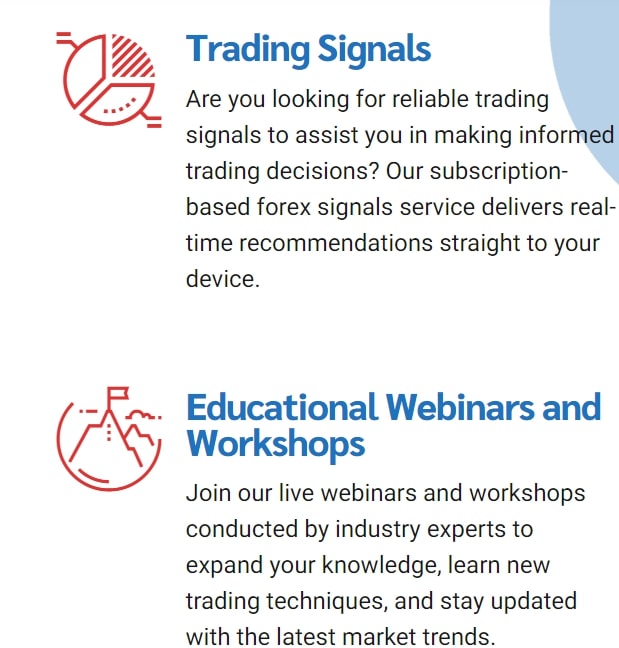 Trading Signals
Are you looking for reliable trading
signals to assist you in making informed
trading decisions? Our subscription-
based forex signals service delivers real-
time recommendations straight to your
device.
Educational Webinars and
Workshops
Join our live webinars and workshops
conducted by industry experts to
expand your knowledge, learn new
trading techniques, and stay updated
with the latest market trends.